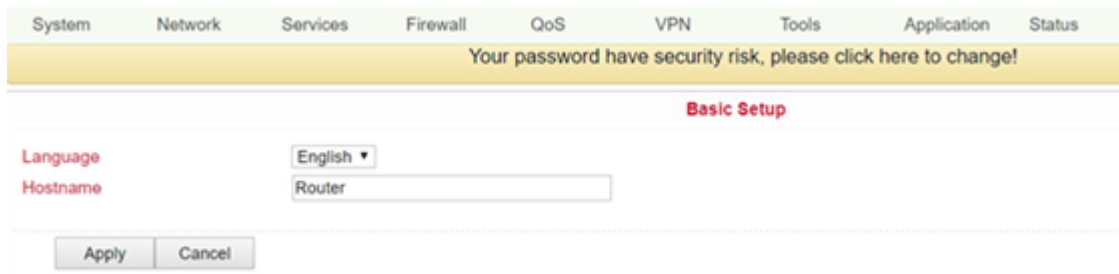 System Network Services Firewall QoS VPN Tools Application Status
Your password have security risk, please click here to change!
Basic Setup
Language English
Hostname Router
Apply Cancel